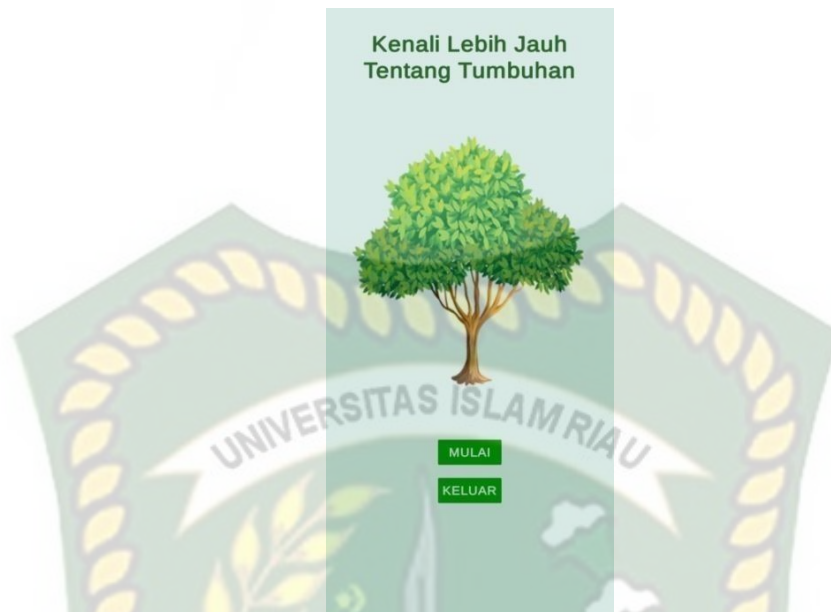 Kenali Lebih Jauh
Tentang Tumbuhan
UNIVERSITAS ISLAM RIAU
MULAI
KELUAR